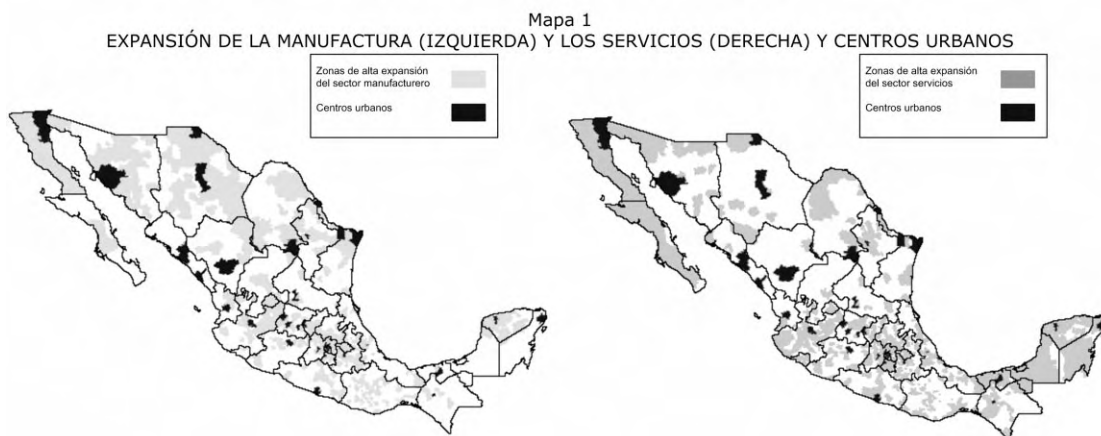 Mapa 1
EXPANSIÓN DE LA MANUFACTURA (IZQUIERDA) Y LOS SERVICIOS (DERECHA) Y CENTROS URBANOS
Zonas de alta expansión
del sector manufacturero
Centros urbanos
Zonas de alta expansión
del sector servicios
Centros urbanos